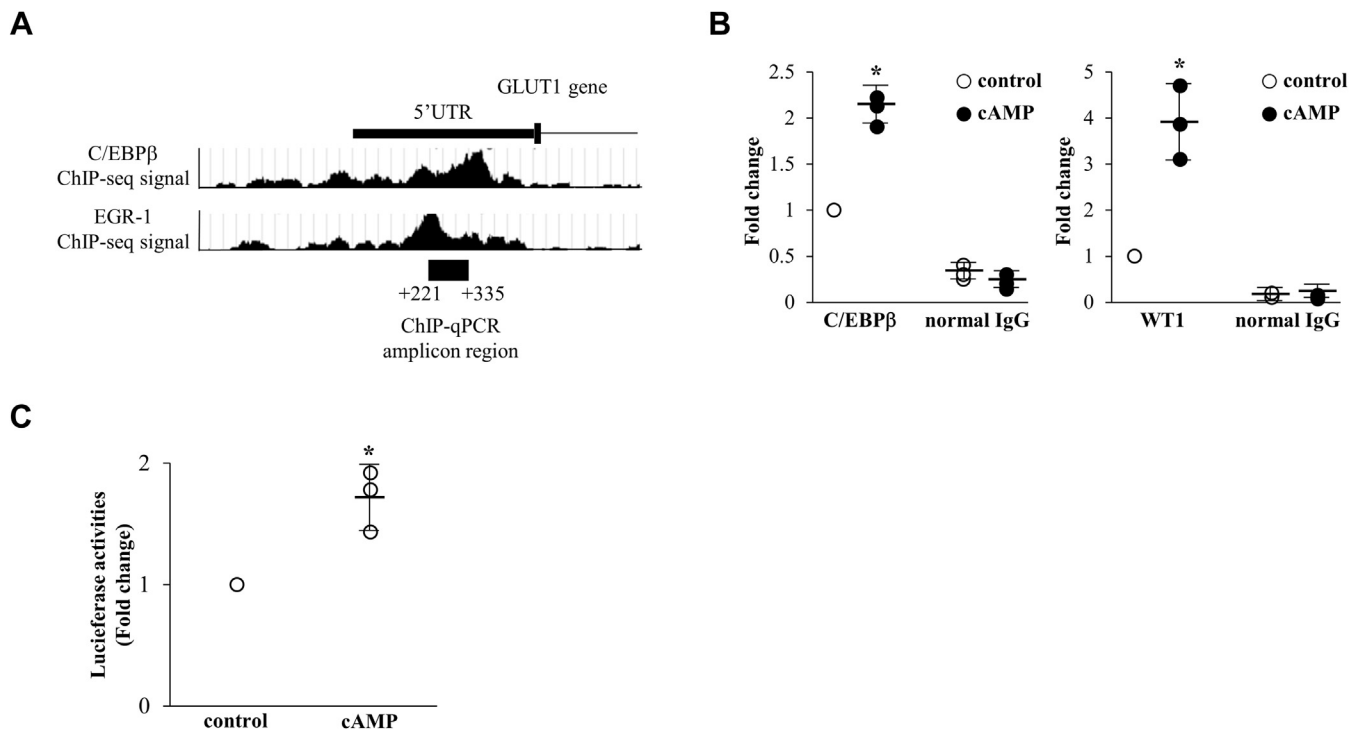 A
GLUT1 gene
5’UTR
C/EBPβ
ChIP-seq signal
EGR-1
ChIP-seq signal
+221 +335
ChIP-qPCR
amplicon region
B
2.5
2
1.5
1
0.5
0
Fold change
control
cAMP
*
C/EBPβ normal IgG
5
4
3
2
1
0
Fold change
control
cAMP
*
WT1 normal IgG
C
2
1
0
Lucieferase activities
(Fold change)
*
control cAMP